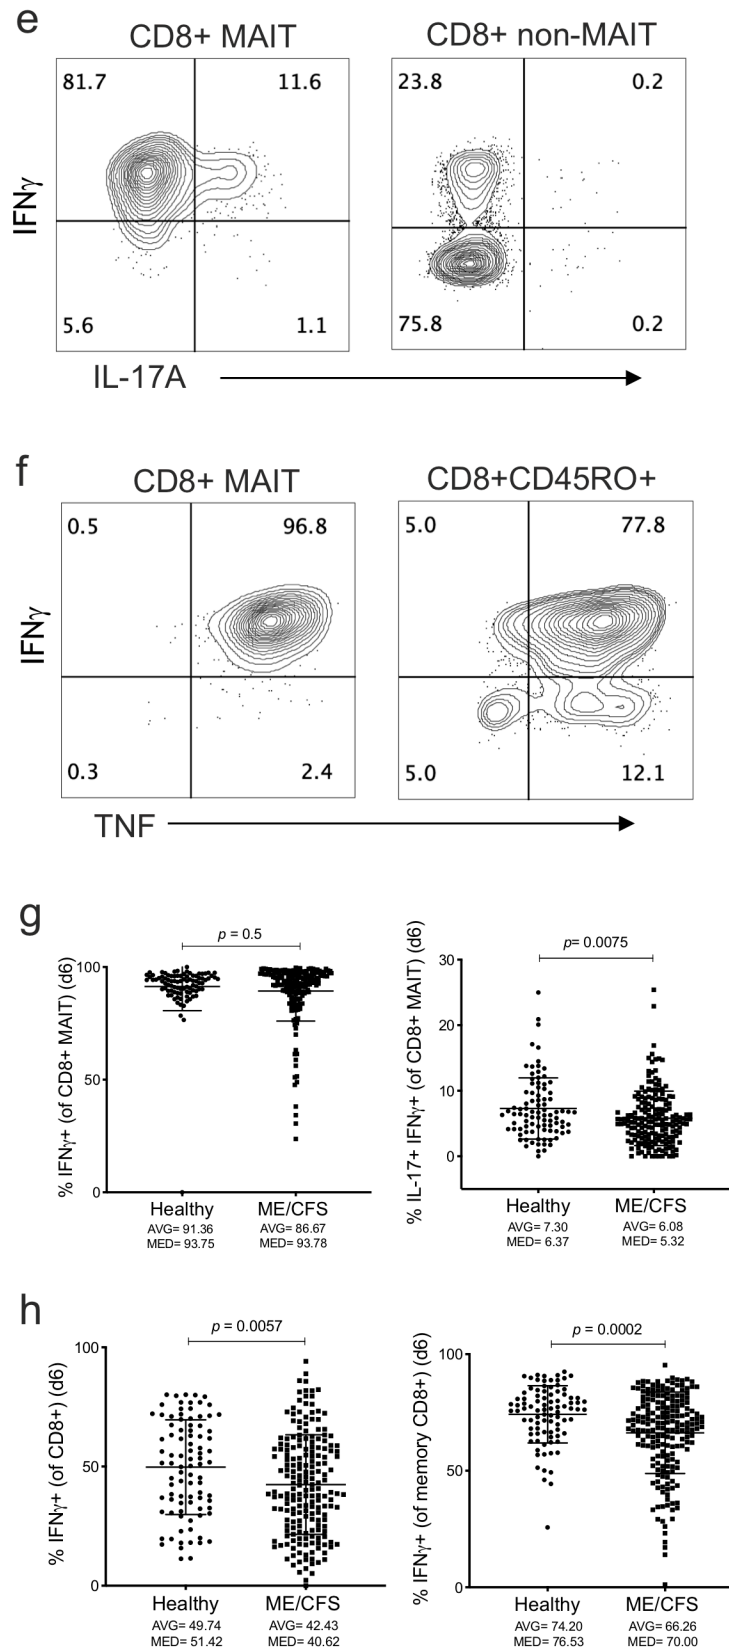 e
CD8+ MAIT
CD8+ non-MAIT
81.7
11.6
23.8
0.2
IFNγ
5.6
1.1
75.8
0.2
IL-17A
f
CD8+ MAIT
CD8+CD45RO+
0.5
96.8
5.0
77.8
IFNγ
0.3
2.4
5.0
12.1
TNF
g
p = 0.5
% IFNγ+ (of CD8+ MAIT) (d6)
100
50
0
Healthy
ME/CFS
AVG= 91.36
AVG= 86.67
MED= 93.75
MED= 93.78
p= 0.0075
% IL-17+ IFNγ+ (of CD8+ MAIT) (d6)
30
20
10
0
Healthy
ME/CFS
AVG= 7.30
AVG= 6.08
MED= 6.37
MED= 5.32
h
p = 0.0057
% IFNγ+ (of CD8+) (d6)
100
50
0
Healthy
ME/CFS
AVG= 49.74
AVG= 42.43
MED= 51.42
MED= 40.62
p = 0.0002
% IFNγ+ (of memory CD8+) (d6)
100
50
0
Healthy
ME/CFS
AVG= 74.20
AVG= 66.26
MED= 76.53
MED= 70.00